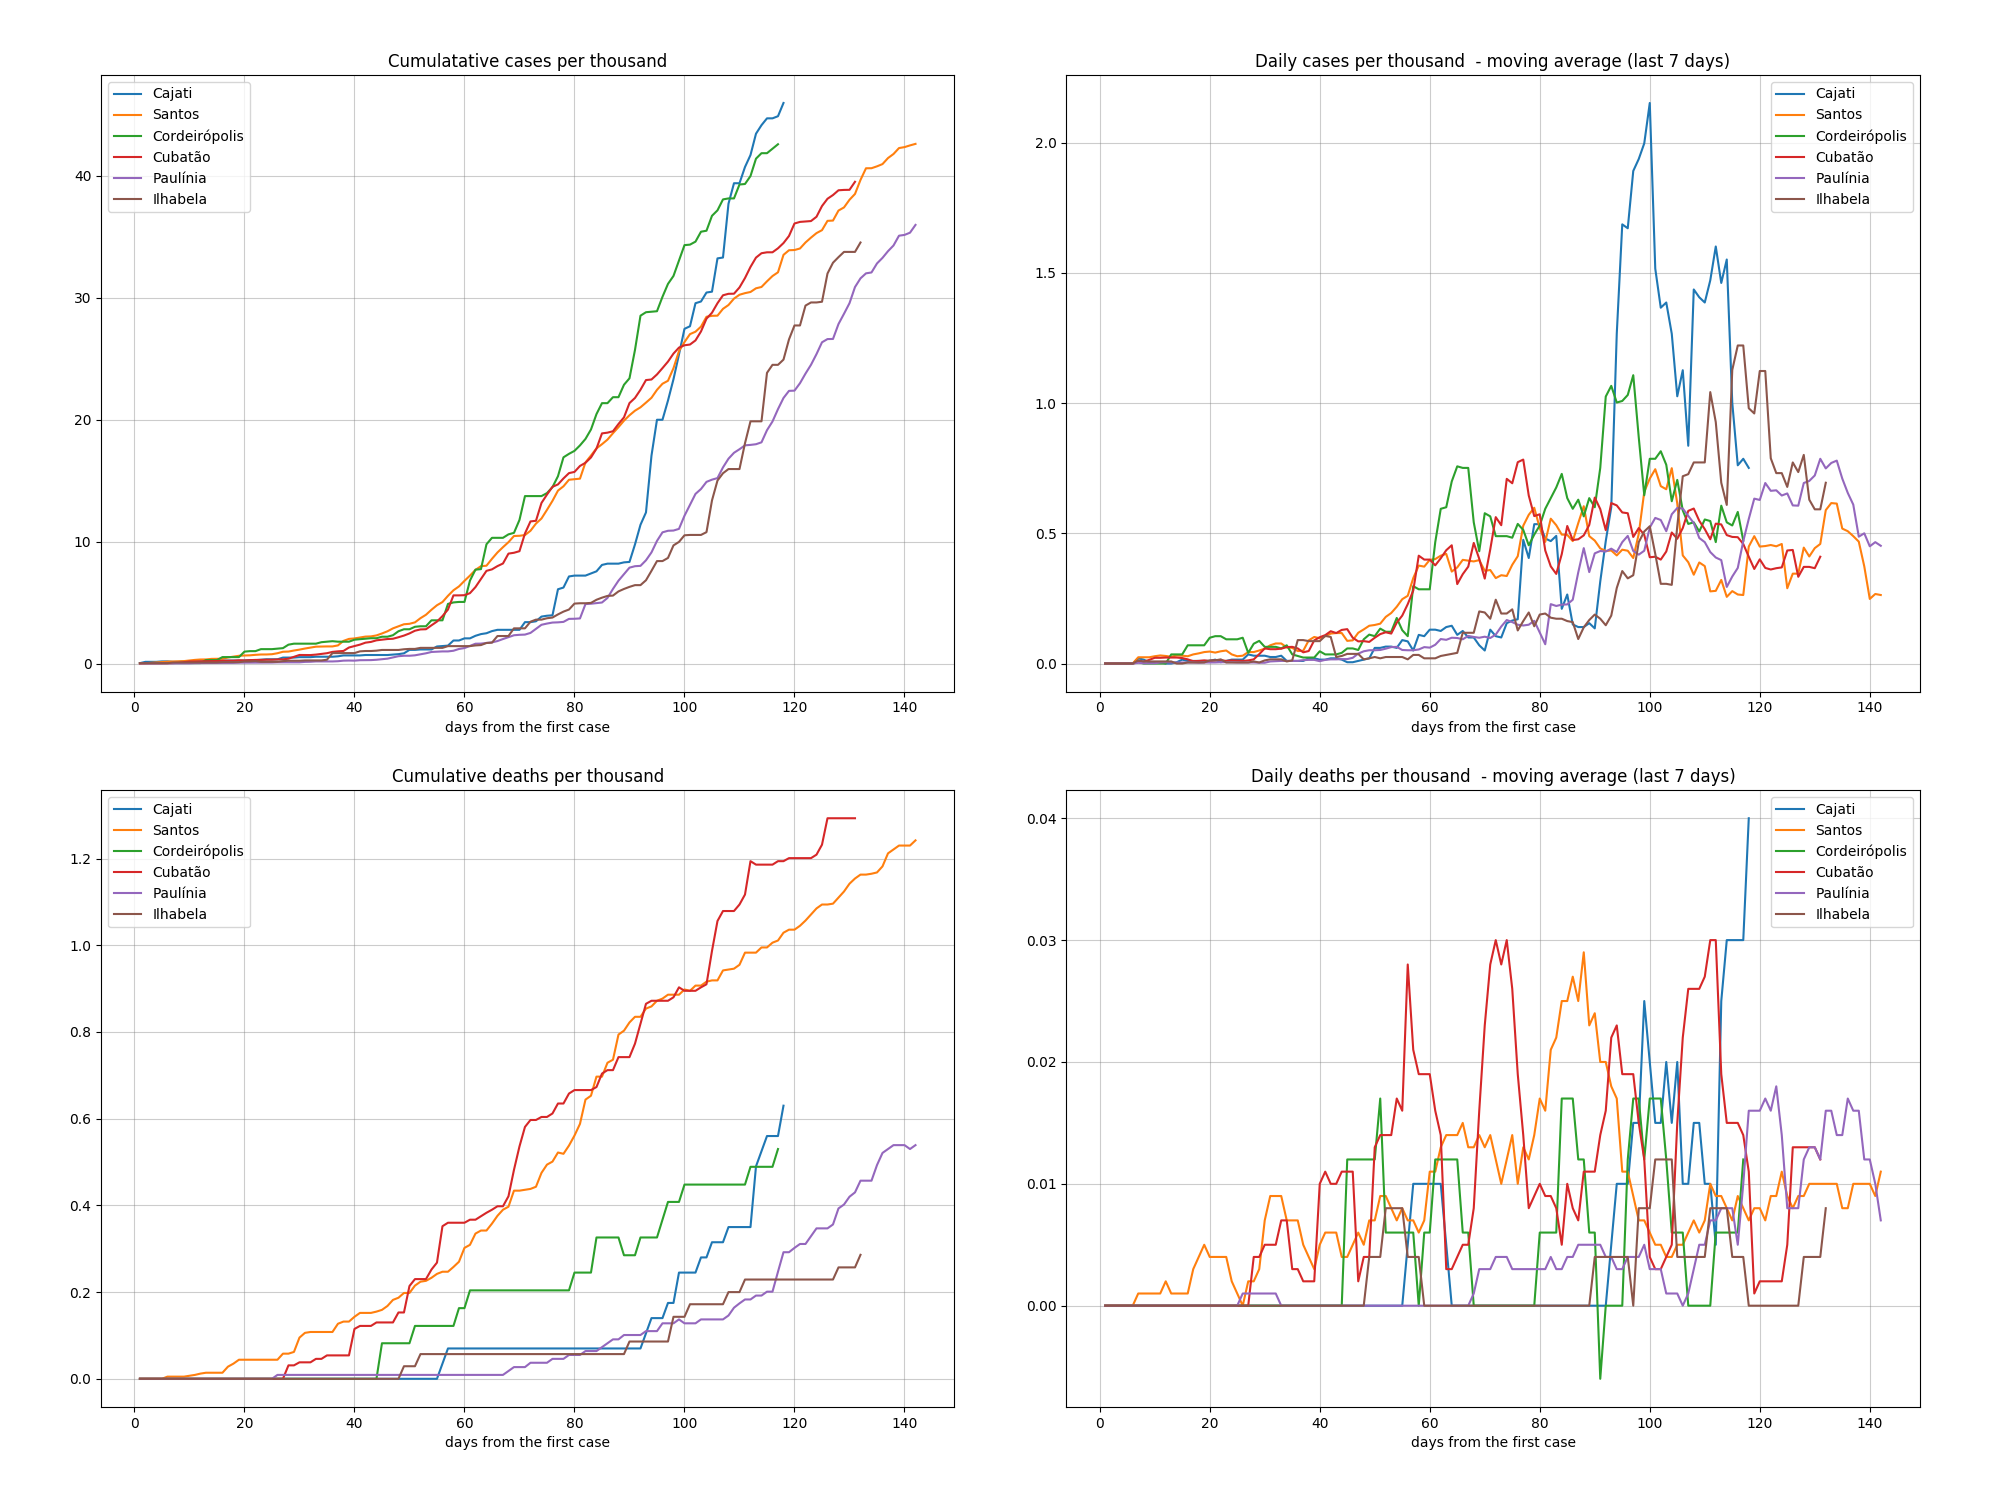 Cumulatative cases per thousand
Cajati
Santos
Cordeirópolis
Cubatão
Paulínia
Ilhabela
40
30
20
10
0
0 20 40 60 80 100 120 140
days from the first case
Daily cases per thousand - moving average (last 7 days)
Cajati
Santos
Cordeirópolis
Cubatão
Paulínia
Ilhabela
2.0
1.5
1.0
0.5
0.0
0 20 40 60 80 100 120 140
days from the first case
Cumulative deaths per thousand
Cajati
Santos
Cordeirópolis
Cubatão
Paulínia
Ilhabela
1.2
1.0
0.8
0.6
0.4
0.2
0.0
0 20 40 60 80 100 120 140
days from the first case
Daily deaths per thousand - moving average (last 7 days)
Cajati
Santos
Cordeirópolis
Cubatão
Paulínia
Ilhabela
0.04
0.03
0.02
0.01
0.00
0 20 40 60 80 100 120 140
days from the first case